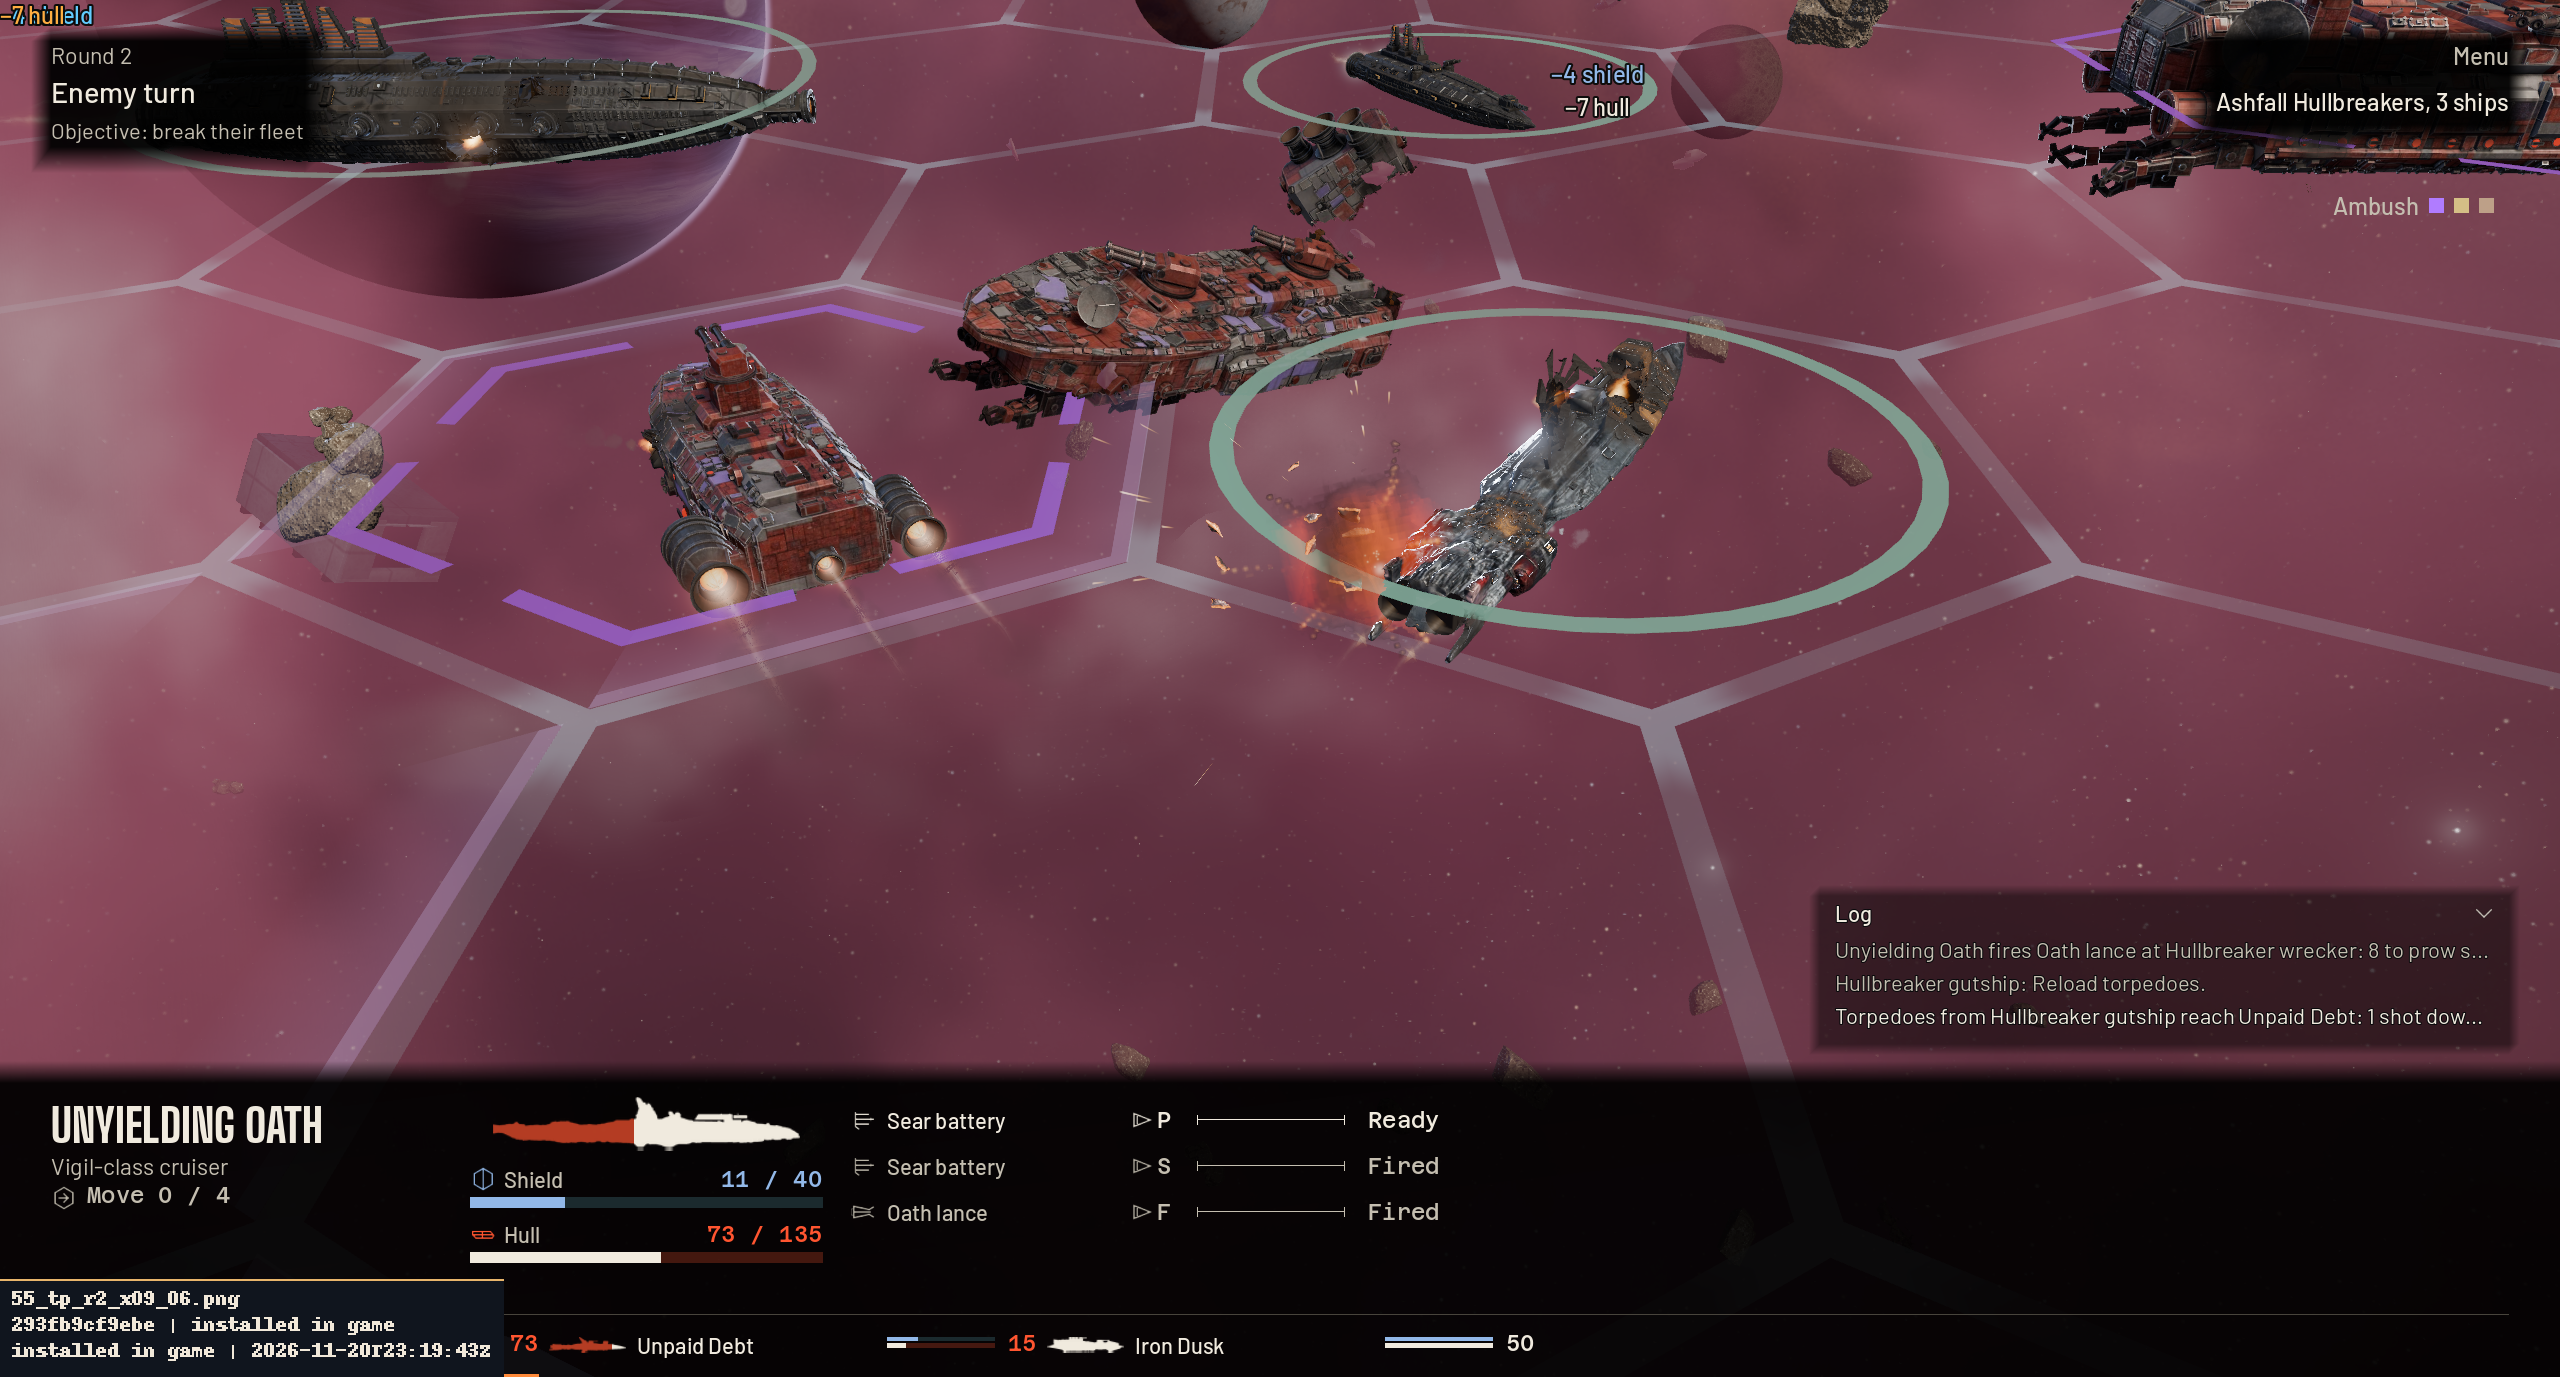 −7 hull
Round 2
Enemy turn
Objective: break their fleet
−4 shield
−7 hull
Menu
Ashfall Hullbreakers, 3 ships
Ambush
Log
Unyielding Oath fires Oath lance at Hullbreaker wrecker: 8 to prow s...
Hullbreaker gutship: Reload torpedoes.
Torpedoes from Hullbreaker gutship reach Unpaid Debt: 1 shot dow...
UNYIELDING OATH
Vigil-class cruiser
Move 0 / 4
Shield 11 / 40
Hull 73 / 135
Sear battery P Ready
Sear battery S Fired
Oath lance F Fired
55_tp_r2_x09_06.png
293fb9cf9ebe | installed in game
installed in game | 2026-11-20T23:19:43Z
73 Unpaid Debt 15 Iron Dusk 50